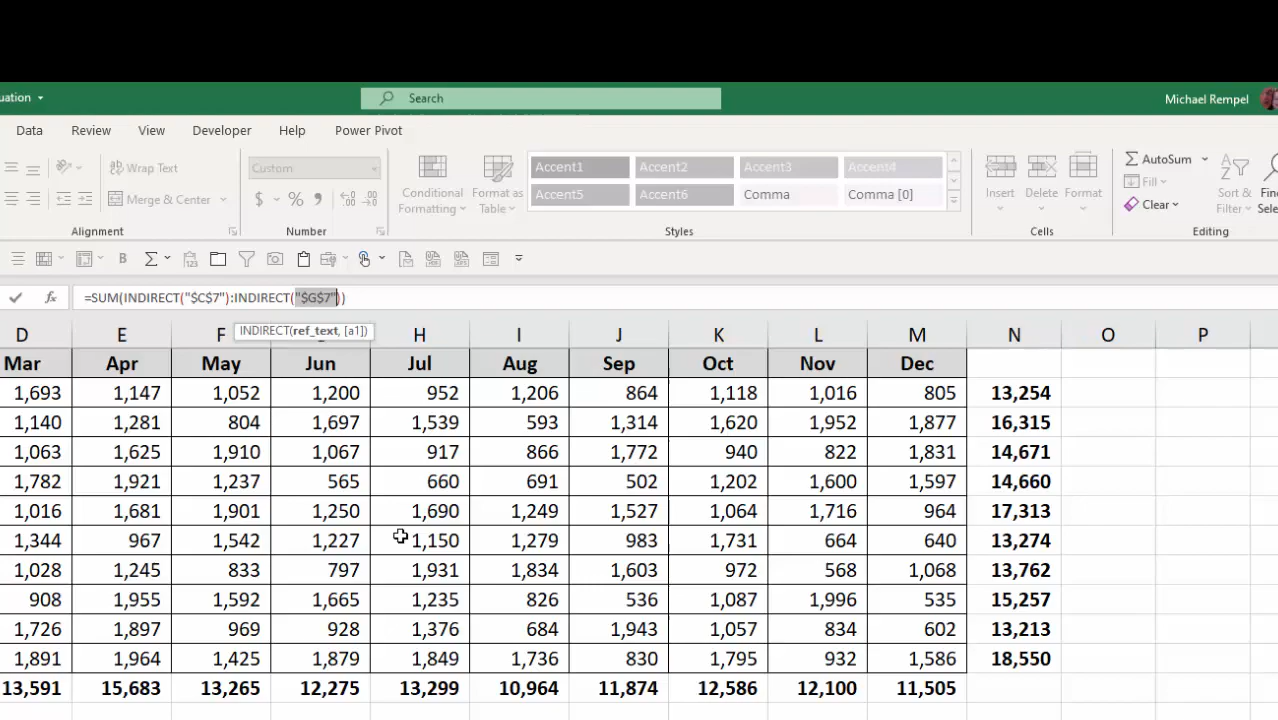 uation
Search
Michael Rempel
Data Review View Developer Help Power Pivot
Wrap Text Custom Accent1 Accent2 Accent3 Accent4 AutoSum
Fill
Merge & Center $ % Conditional Formatting Format as Table Accent5 Accent6 Comma Comma [0] Insert Delete Format Clear Sort & Filter
Alignment Number Styles Cells Editing
=SUM(INDIRECT("$C$7"):INDIRECT("$G$7"))
INDIRECT(ref_text, [a1])
D E F H I J K L M N O P
Mar Apr May Jun Jul Aug Sep Oct Nov Dec
1,693 1,147 1,052 1,200 952 1,206 864 1,118 1,016 805 13,254
1,140 1,281 804 1,697 1,539 593 1,314 1,620 1,952 1,877 16,315
1,063 1,625 1,910 1,067 917 866 1,772 940 822 1,831 14,671
1,782 1,921 1,237 565 660 691 502 1,202 1,600 1,597 14,660
1,016 1,681 1,901 1,250 1,690 1,249 1,527 1,064 1,716 964 17,313
1,344 967 1,542 1,227 1,150 1,279 983 1,731 664 640 13,274
1,028 1,245 833 797 1,931 1,834 1,603 972 568 1,068 13,762
908 1,955 1,592 1,665 1,235 826 536 1,087 1,996 535 15,257
1,726 1,897 969 928 1,376 684 1,943 1,057 834 602 13,213
1,891 1,964 1,425 1,879 1,849 1,736 830 1,795 932 1,586 18,550
13,591 15,683 13,265 12,275 13,299 10,964 11,874 12,586 12,100 11,505